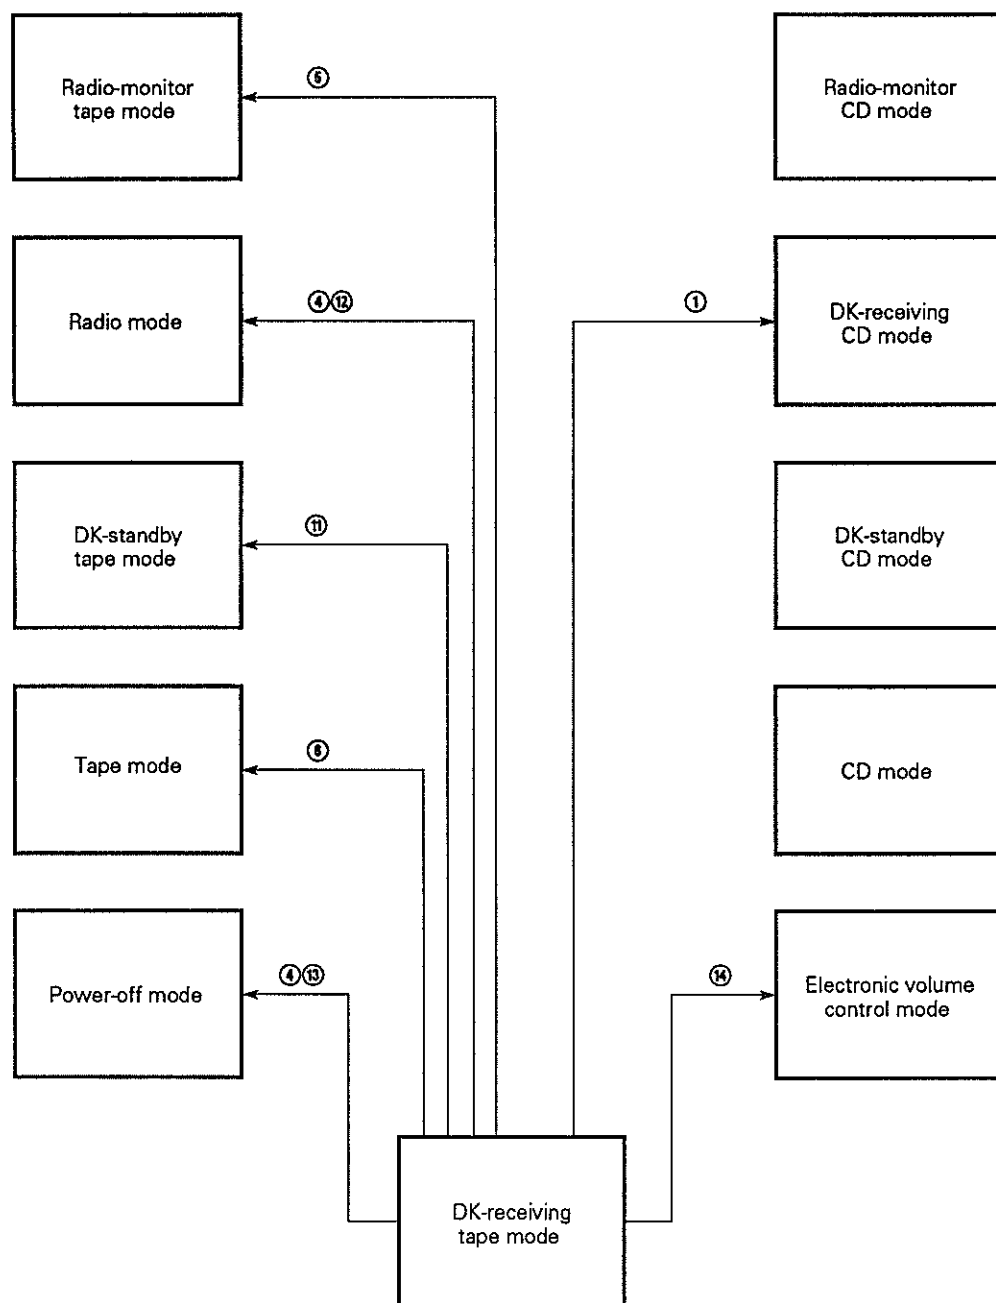 Radio-monitor
tape mode
⑤
Radio-monitor
CD mode
Radio mode
④⑫
①
DK-receiving
CD mode
DK-standby
tape mode
⑪
DK-standby
CD mode
Tape mode
CD mode
Power-off mode
④⑬
⑭
Electronic volume
control mode
DK-receiving
tape mode